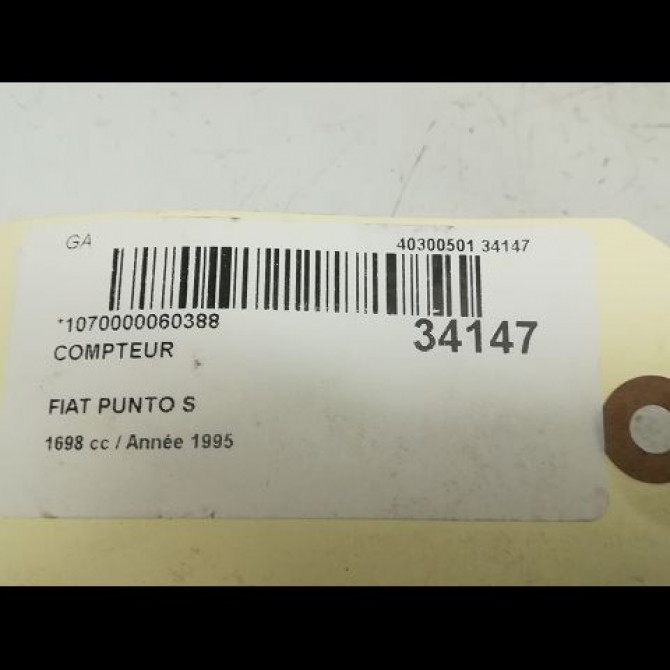 GA
40300501 34147
*1070000060388
34147
COMPTEUR
FIAT PUNTO S
1698 cc / Année 1995